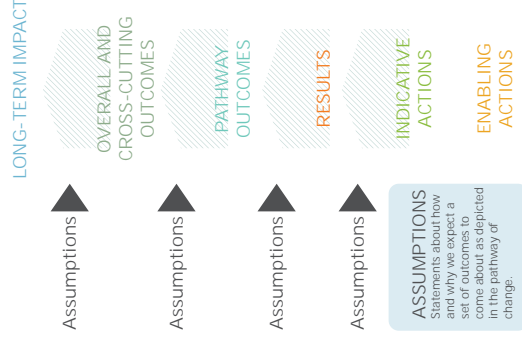 LONG-TERM IMPACT
OVERALL AND
CROSS-CUTTING
OUTCOMES
PATHWAY
OUTCOMES
RESULTS
INDICATIVE
ACTIONS
ENABLING
ACTIONS
Assumptions
Assumptions
Assumptions
Assumptions
ASSUMPTIONS
Statements about how
and why we expect a
set of outcomes to
come about as depicted
in the pathway of
change.